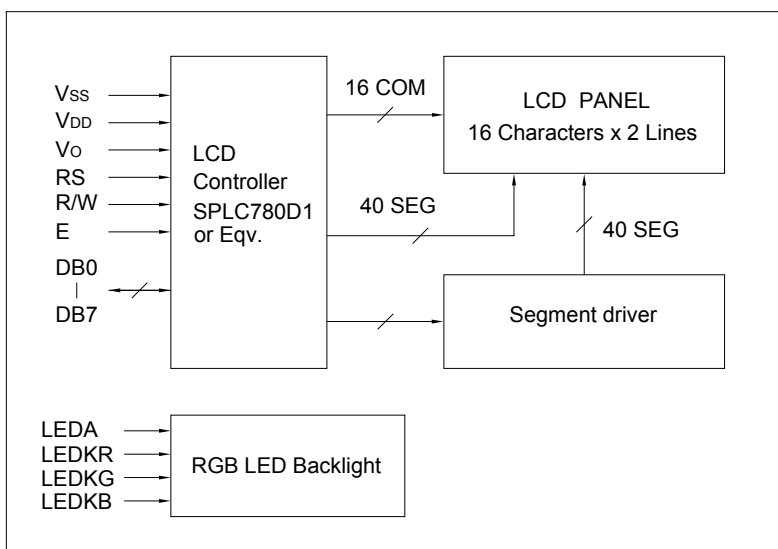 VSS
VDD
VO
RS
R/W
E
DB0
|
DB7
LCD
Controller
SPLC780D1
or Eqv.
16 COM
40 SEG
LCD PANEL
16 Characters x 2 Lines
40 SEG
Segment driver
LEDA
LEDKR
LEDKG
LEDKB
RGB LED Backlight